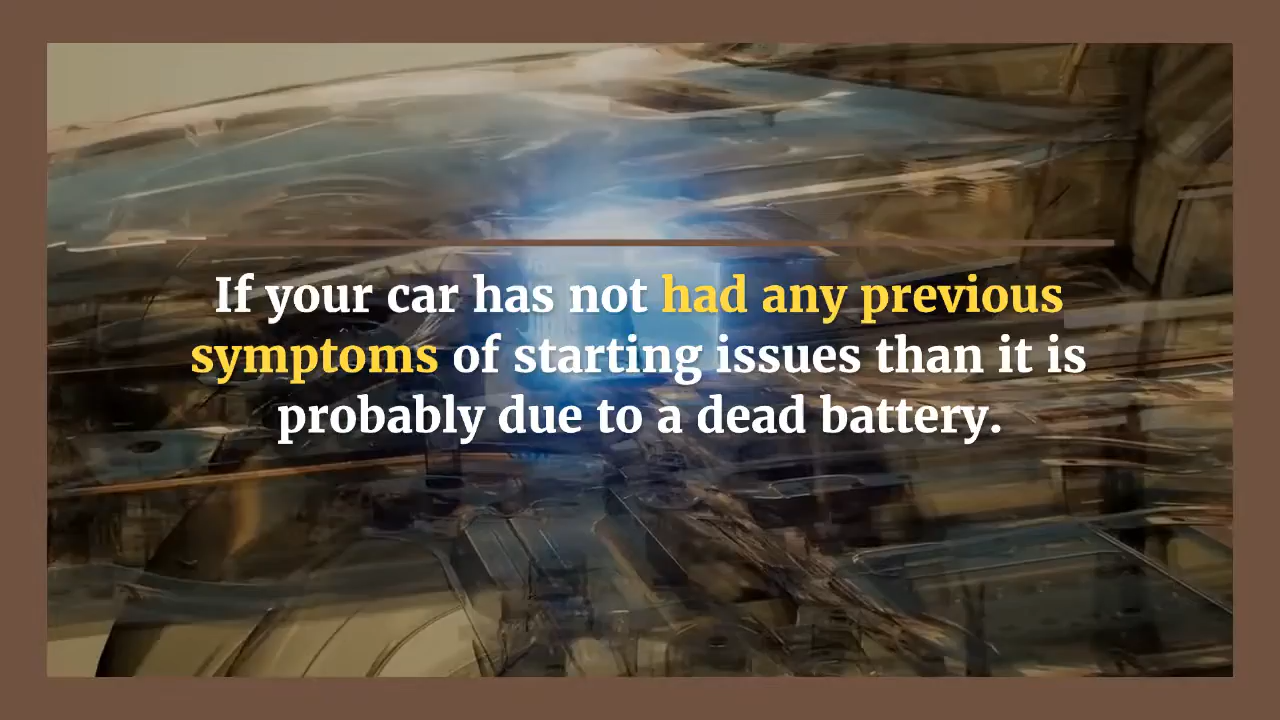 If your car has not had any previous
symptoms of starting issues than it is
probably due to a dead battery.